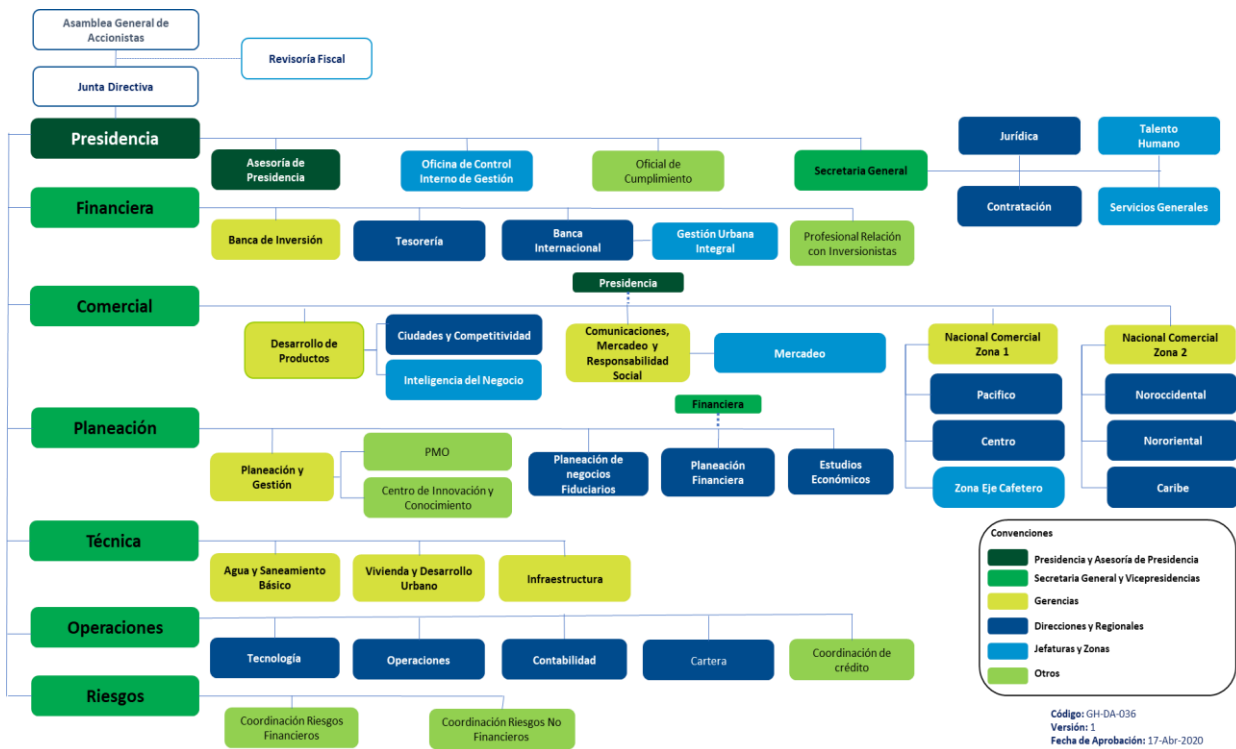 Asamblea General de
Accionistas
Revisoría Fiscal
Junta Directiva
Presidencia
Asesoría de
Presidencia
Oficina de Control
Interno de Gestión
Oficial de
Cumplimiento
Secretaria General
Jurídica
Talento
Humano
Contratación
Servicios Generales
Financiera
Banca de Inversión
Tesorería
Banca
Internacional
Gestión Urbana
Integral
Profesional Relación
con Inversionistas
Presidencia
Comercial
Desarrollo de
Productos
Ciudades y Competitividad
Inteligencia del Negocio
Comunicaciones,
Mercadeo y
Responsabilidad
Social
Mercadeo
Nacional Comercial
Zona 1
Nacional Comercial
Zona 2
Pacifico
Noroccidental
Centro
Nororiental
Zona Eje Cafetero
Caribe
Financiera
Planeación
Planeación y
Gestión
PMO
Centro de Innovación y
Conocimiento
Planeación de
negocios
Fiduciarios
Planeación
Financiera
Estudios
Económicos
Técnica
Agua y Saneamiento
Básico
Vivienda y Desarrollo
Urbano
Infraestructura
Operaciones
Tecnología
Operaciones
Contabilidad
Cartera
Coordinación de
crédito
Riesgos
Coordinación Riesgos
Financieros
Coordinación Riesgos No
Financieros
Convenciones
Presidencia y Asesoría de Presidencia
Secretaria General y Vicepresidencias
Gerencias
Direcciones y Regionales
Jefaturas y Zonas
Otros
Código: GH-DA-036
Versión: 1
Fecha de Aprobación: 17-Abr-2020